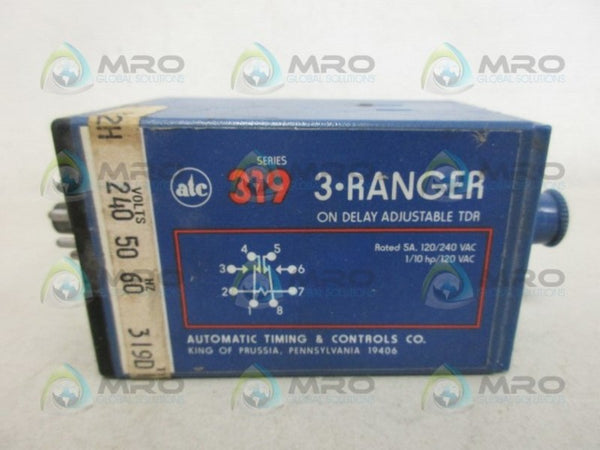 MRO
GLOBAL SOLUTIONS
atc
SERIES
319
3•RANGER
ON DELAY ADJUSTABLE TDR
Rated 5A. 120/240 VAC
1/10 hp/120 VAC
4 5
3 6
2 7
1 8
AUTOMATIC TIMING & CONTROLS CO.
KING OF PRUSSIA, PENNSYLVANIA 19406
VOLTS HZ
240 50 60 319D